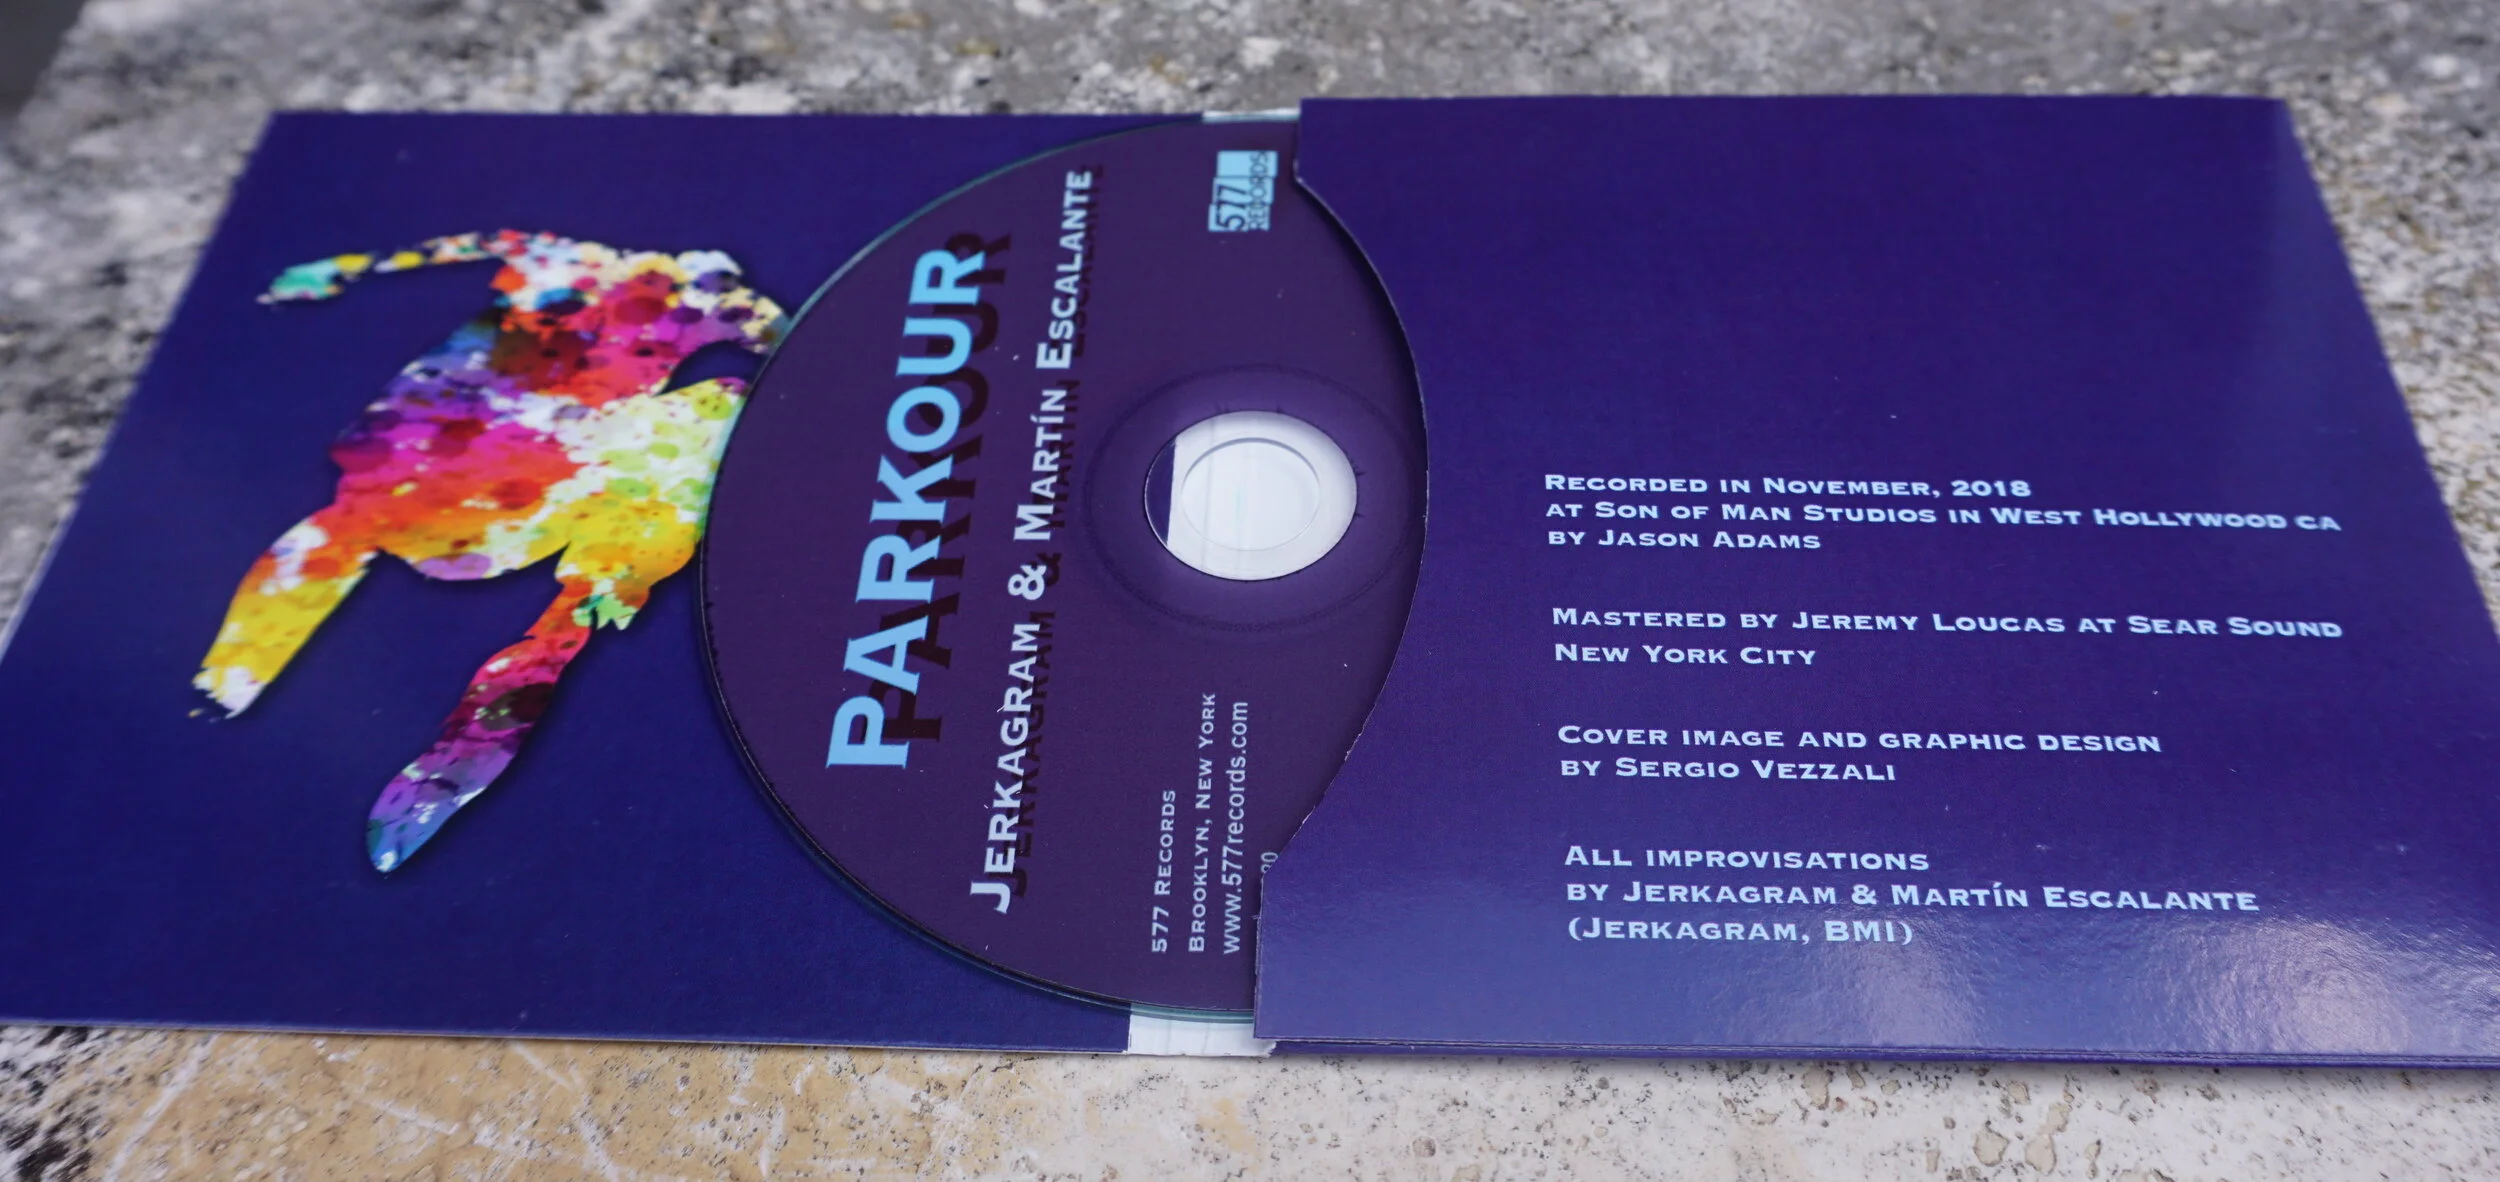 PARKOUR
JERKAGRAM & MARTÍN ESCALANTE
577
RECORDS
577 RECORDS
BROOKLYN, NEW YORK
www.577records.com
RECORDED IN NOVEMBER, 2018
AT SON OF MAN STUDIOS IN WEST HOLLYWOOD CA
BY JASON ADAMS
MASTERED BY JEREMY LOUCAS AT SEAR SOUND
NEW YORK CITY
COVER IMAGE AND GRAPHIC DESIGN
BY SERGIO VEZZALI
ALL IMPROVISATIONS
BY JERKAGRAM & MARTÍN ESCALANTE
(JERKAGRAM, BMI)